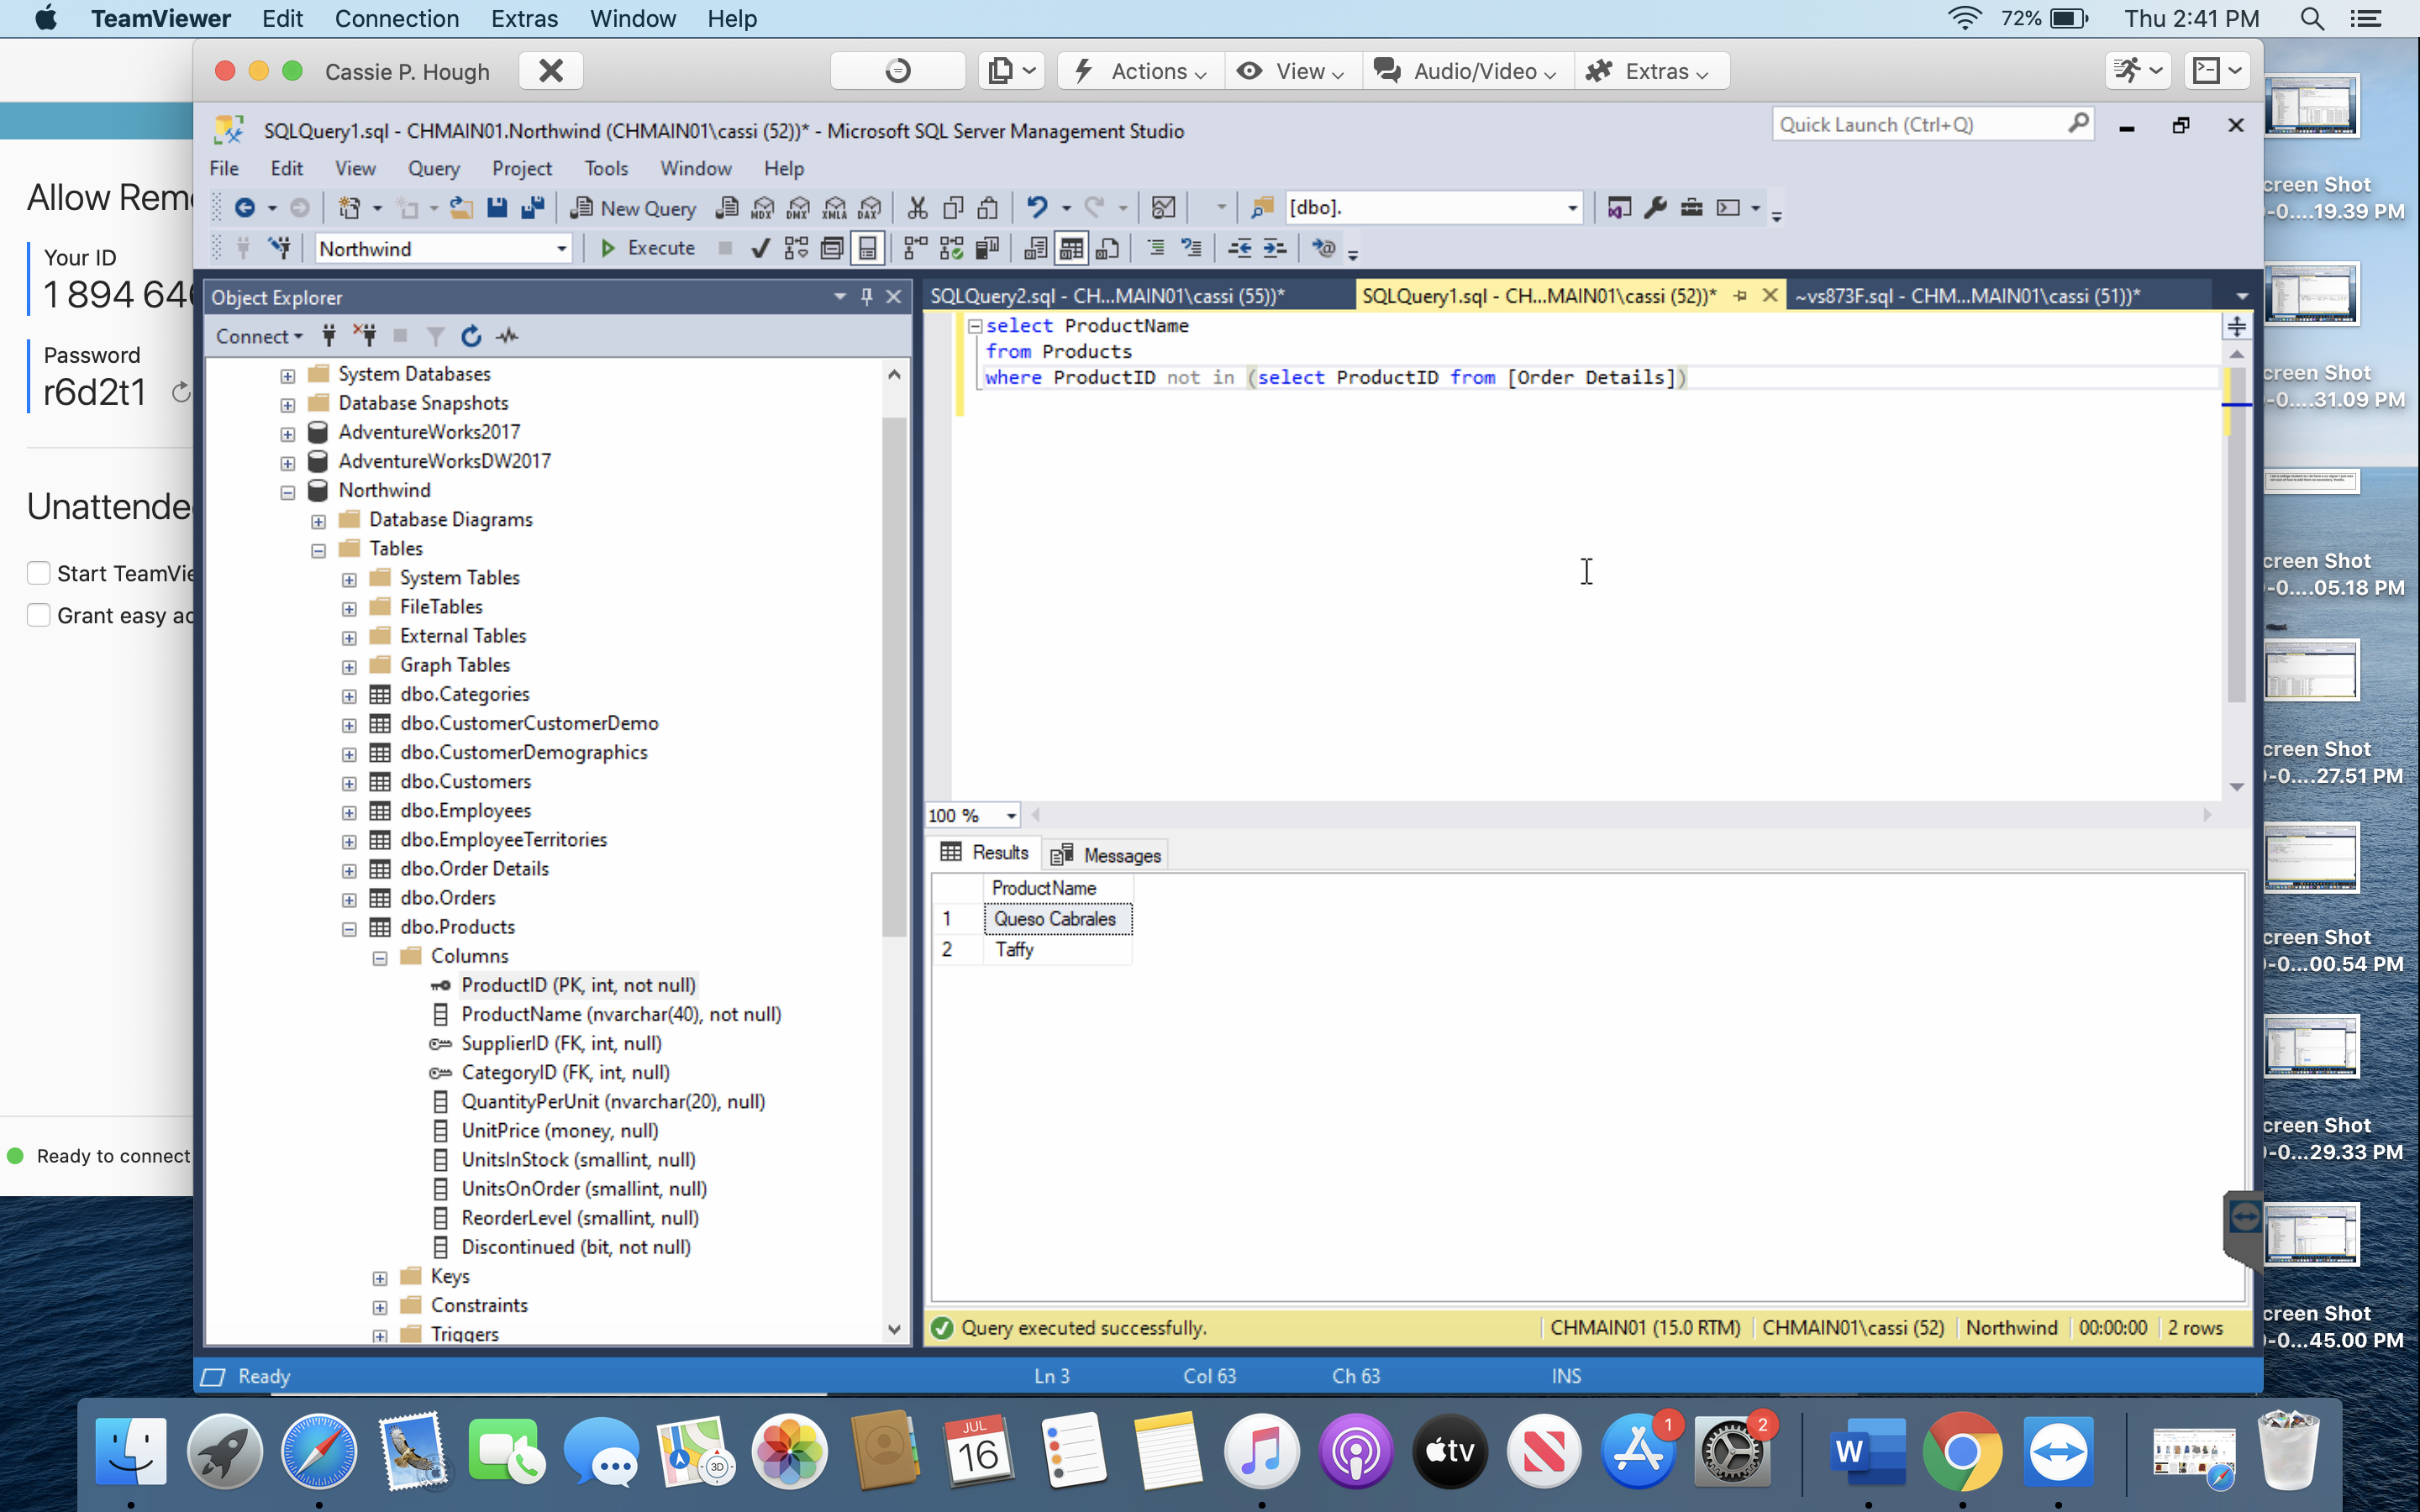 TeamViewer Edit Connection Extras Window Help 72% Thu 2:41 PM
Cassie P. Hough Actions View Audio/Video Extras
SQLQuery1.sql - CHMAIN01.Northwind (CHMAIN01\cassi (52))* - Microsoft SQL Server Management Studio Quick Launch (Ctrl+Q)
File Edit View Query Project Tools Window Help
New Query MDX DMX XMLA DAX [dbo].
Northwind Execute
Allow Rem
Your ID
1 894 64
Password
r6d2t1
Unattende
Start TeamVie
Grant easy ac
Ready to connect
Object Explorer
Connect
System Databases
Database Snapshots
AdventureWorks2017
AdventureWorksDW2017
Northwind
Database Diagrams
Tables
System Tables
FileTables
External Tables
Graph Tables
dbo.Categories
dbo.CustomerCustomerDemo
dbo.CustomerDemographics
dbo.Customers
dbo.Employees
dbo.EmployeeTerritories
dbo.Order Details
dbo.Orders
dbo.Products
Columns
ProductID (PK, int, not null)
ProductName (nvarchar(40), not null)
SupplierID (FK, int, null)
CategoryID (FK, int, null)
QuantityPerUnit (nvarchar(20), null)
UnitPrice (money, null)
UnitsInStock (smallint, null)
UnitsOnOrder (smallint, null)
ReorderLevel (smallint, null)
Discontinued (bit, not null)
Keys
Constraints
Triggers
SQLQuery2.sql - CH...MAIN01\cassi (55))* SQLQuery1.sql - CH...MAIN01\cassi (52))* ~vs873F.sql - CHM...MAIN01\cassi (51))*
select ProductName
from Products
where ProductID not in (select ProductID from [Order Details])
100 %
Results Messages
ProductName
1 Queso Cabrales
2 Taffy
Query executed successfully. CHMAIN01 (15.0 RTM) CHMAIN01\cassi (52) Northwind 00:00:00 2 rows
Ready Ln 3 Col 63 Ch 63 INS
creen Shot
-0....19.39 PM
creen Shot
-0....31.09 PM
creen Shot
-0....05.18 PM
creen Shot
-0....27.51 PM
creen Shot
-0...00.54 PM
creen Shot
-0...29.33 PM
creen Shot
-0...45.00 PM
JUL
16
3D
tv
1
2
W